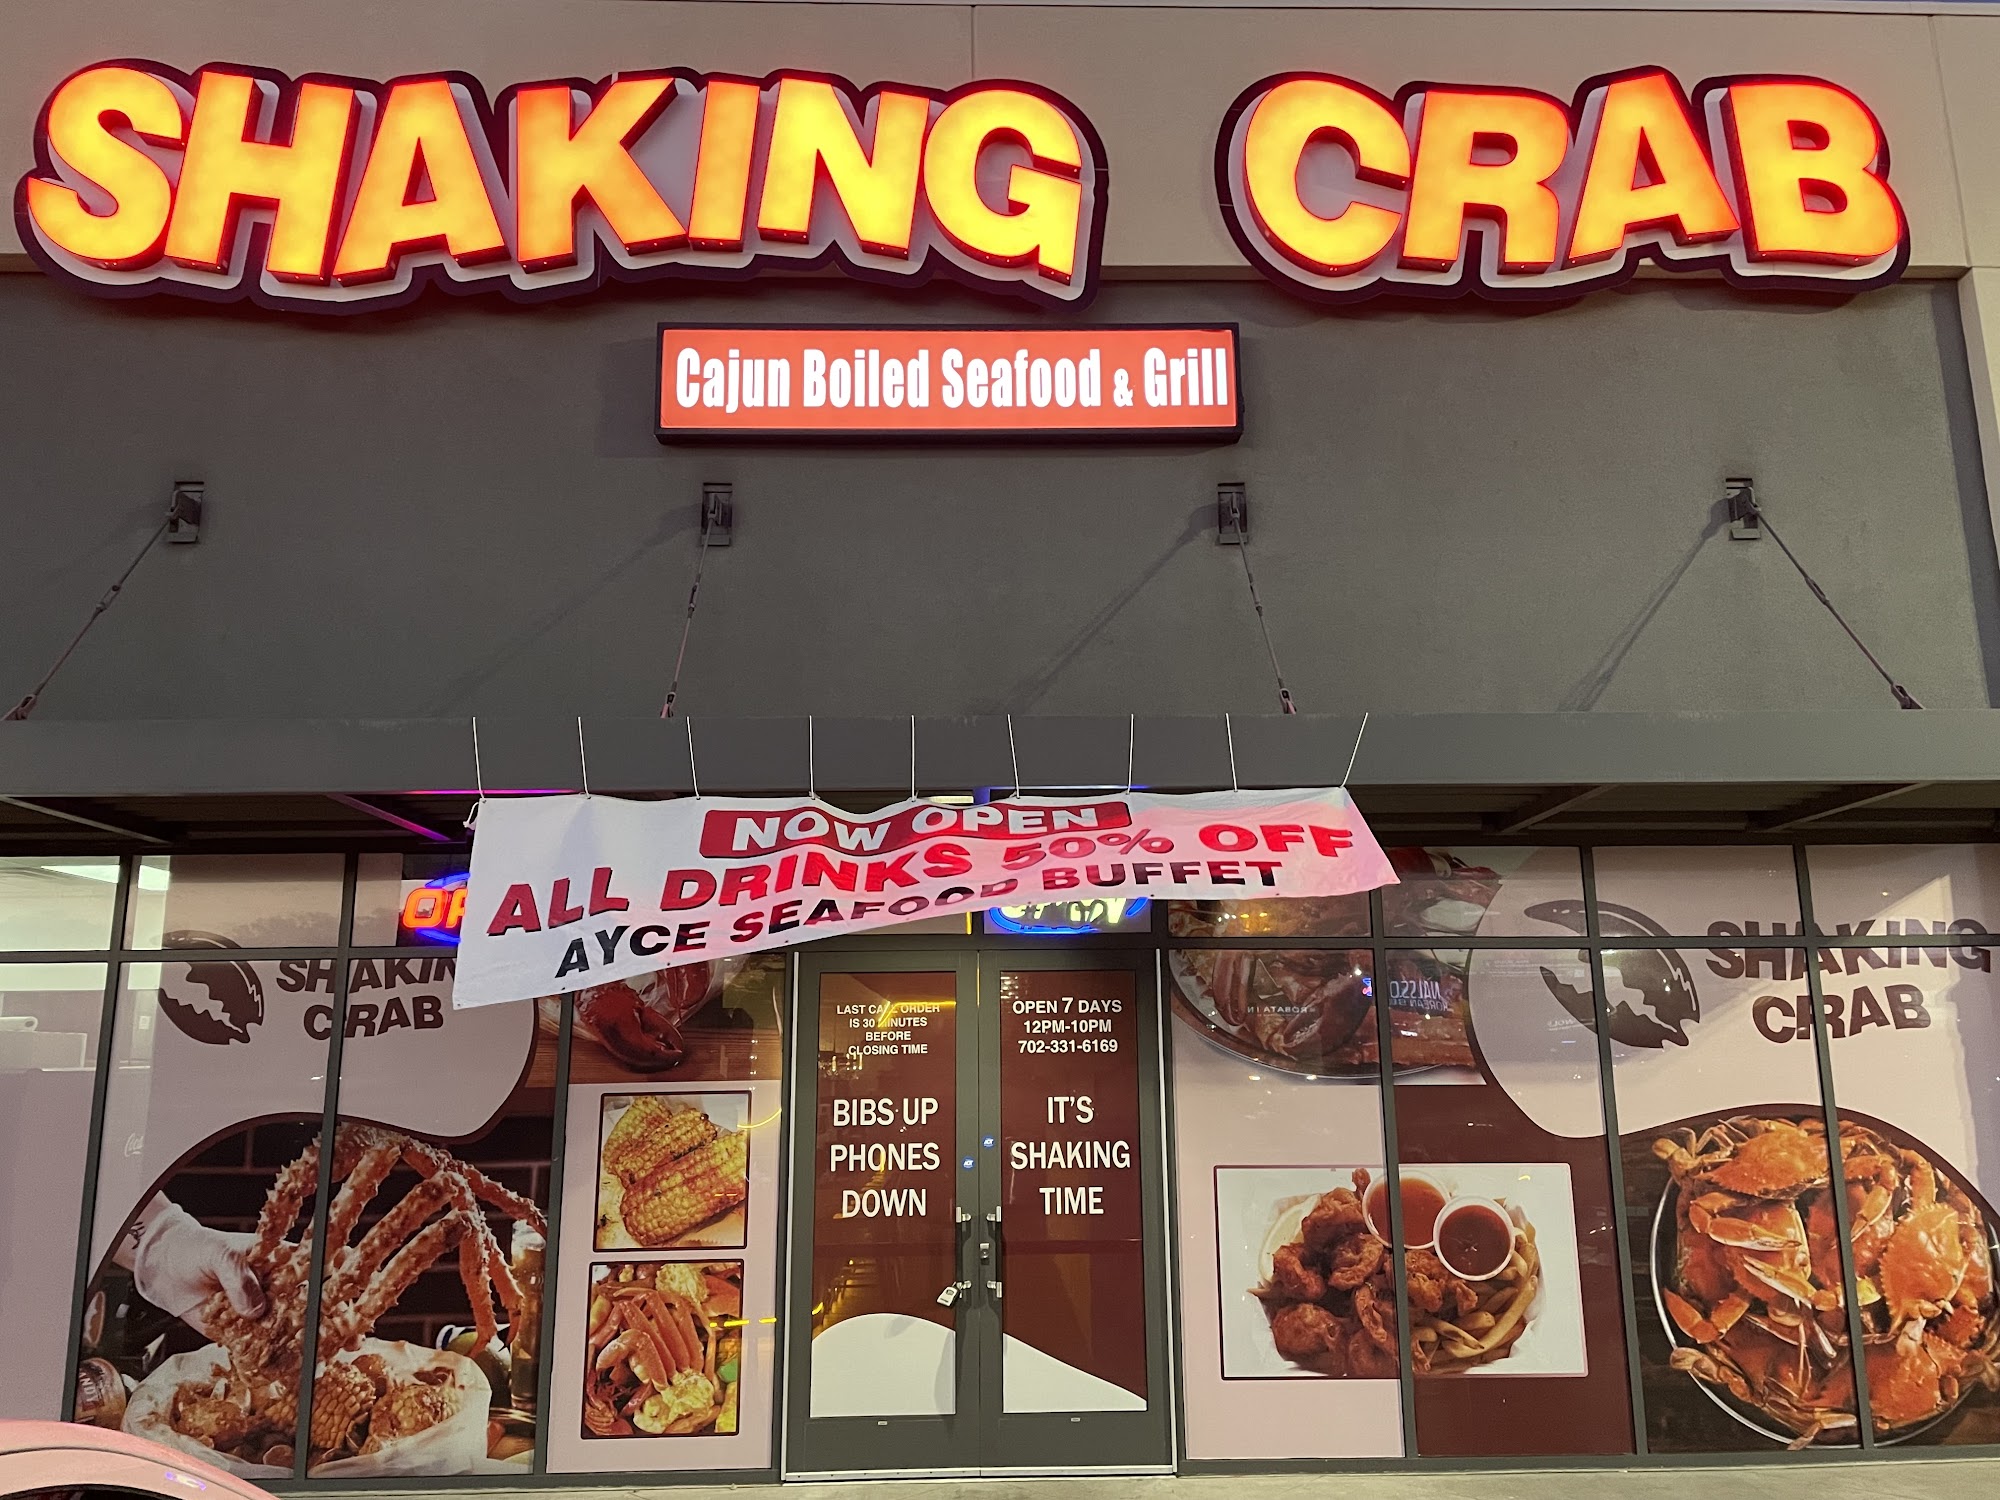 SHAKING CRAB
Cajun Boiled Seafood & Grill
NOW OPEN
ALL DRINKS 50% OFF
AYCE SEAFOOD BUFFET
SHAKIN
CRAB
SHAKING
CRAB
LAST CALL ORDER
IS 30 MINUTES
BEFORE
CLOSING TIME
BIBS UP
PHONES
DOWN
OPEN 7 DAYS
12PM-10PM
702-331-6169
IT'S
SHAKING
TIME